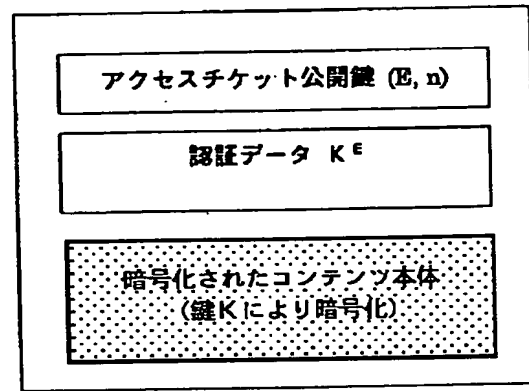 アクセスチケット公開鍵 (E, n)
認証データ K^E
暗号化されたコンテンツ本体
(鍵Kにより暗号化)